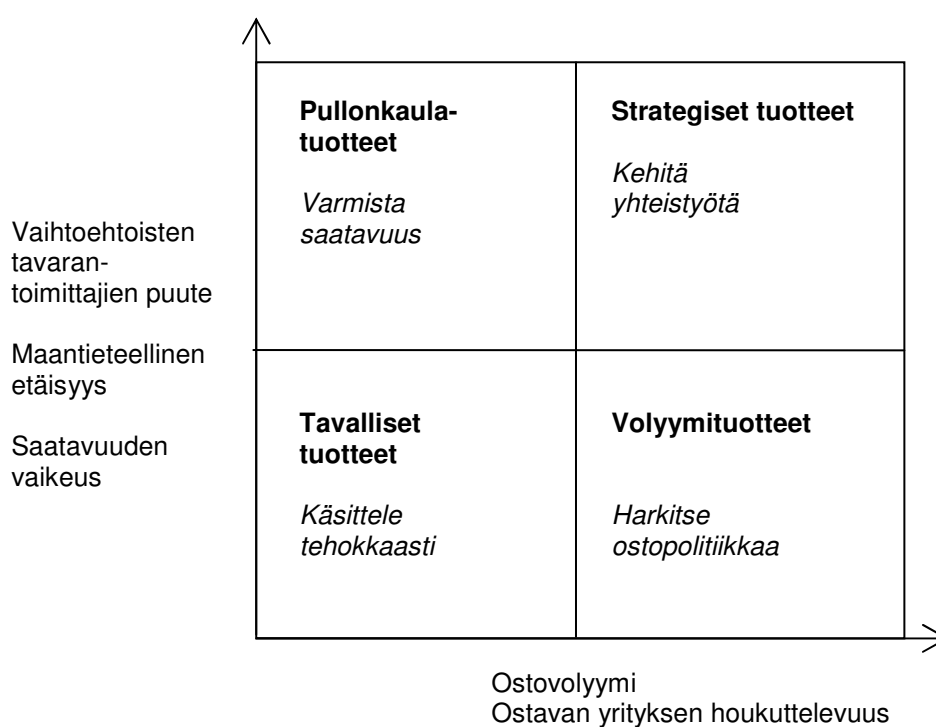 Vaihtoehtoisten
tavaran-
toimittajien puute
Maantieteellinen
etäisyys
Saatavuuden
vaikeus
Pullonkaula-
tuotteet
Varmista
saatavuus
Strategiset tuotteet
Kehitä
yhteistyötä
Tavalliset
tuotteet
Käsittele
tehokkaasti
Volyymituotteet
Harkitse
ostopolitiikkaa
Ostovolyymi
Ostavan yrityksen houkuttelevuus